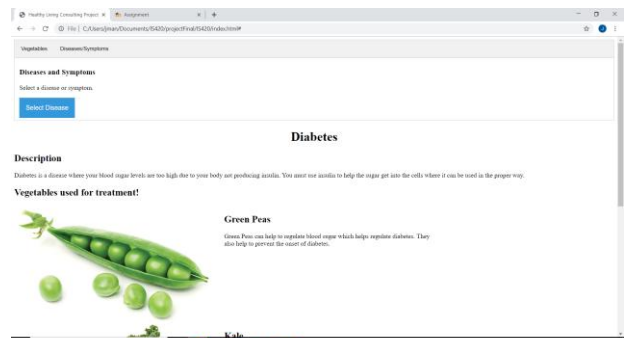 Healthy Living Consulting Project
Assignment
File | C:/Users/jman/Documents/IS420/projectFinal/IS420/index.html#
Vegetables Diseases/Symptoms
Diseases and Symptoms
Select a disease or symptom.
Select Disease
Diabetes
Description
Diabetes is a disease where your blood sugar levels are too high due to your body not producing insulin. You must use insulin to help the sugar get into the cells where it can be used in the proper way.
Vegetables used for treatment!
Green Peas
Green Peas can help to regulate blood sugar which helps regulate diabetes. They
also help to prevent the onset of diabetes.
Kale